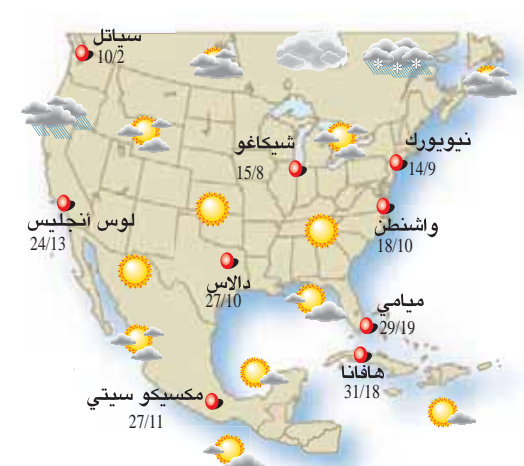 سياتل
10/2
نيويورك
14/9
شيكاغو
15/8
واشنطن
18/10
لوس أنجليس
24/13
دالاس
27/10
ميامي
29/19
هافانا
31/18
مكسيكو سيتي
27/11